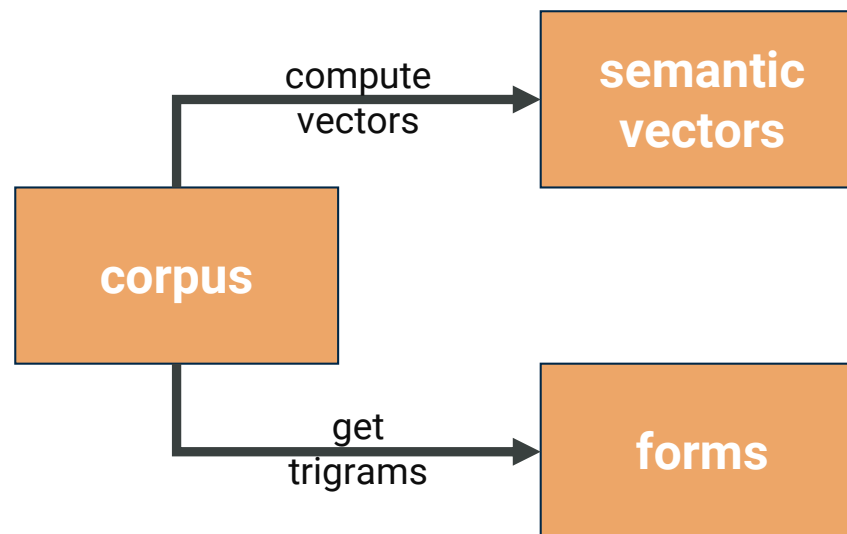 compute
vectors
semantic
vectors
corpus
get
trigrams
forms